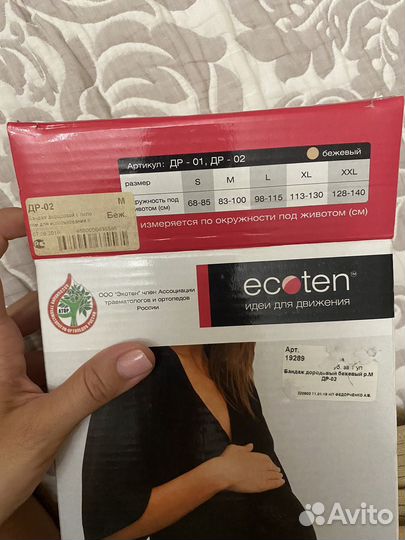 Артикул: ДР - 01, ДР - 02
бежевый
размер S M L XL XXL
окружность под животом (см) 68-85 83-100 98-115 113-130 128-140
измеряется по окружности под животом (см)
ДР-02 M
Беж.
ecoten™
идеи для движения
ООО "Экотен" член Ассоциации
травматологов и ортопедов
России
Арт.
19289
Бандаж дородовый бежевый р.М
ДР-02
Avito